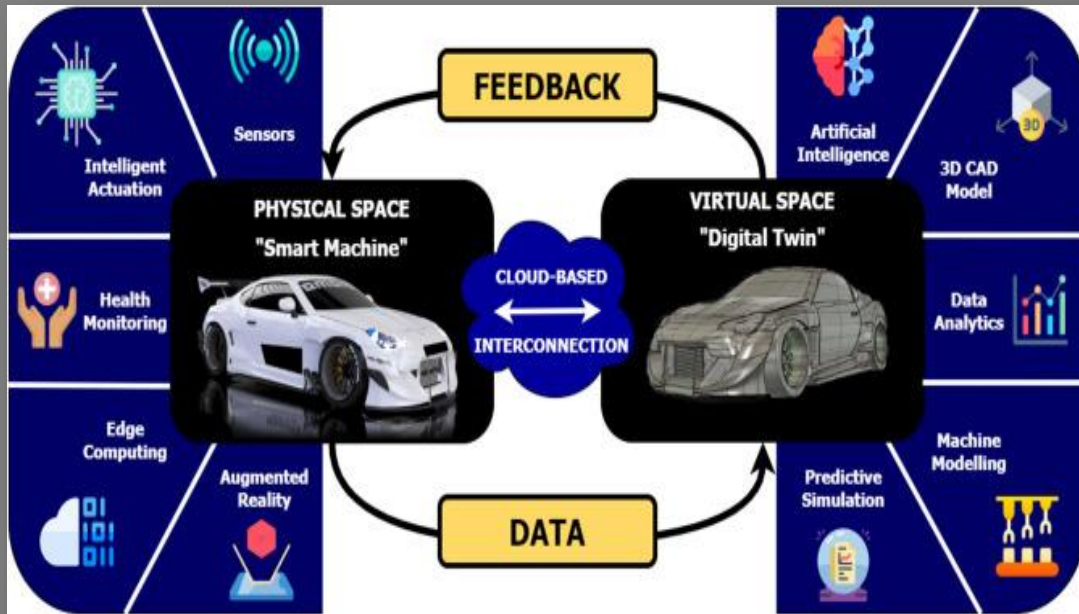 FEEDBACK
Sensors
Intelligent
Actuation
Health
Monitoring
Edge
Computing
Augmented
Reality
PHYSICAL SPACE
"Smart Machine"
CLOUD-BASED
INTERCONNECTION
VIRTUAL SPACE
"Digital Twin"
Artificial
Intelligence
3D CAD
Model
3D
Data
Analytics
Machine
Modelling
Predictive
Simulation
DATA